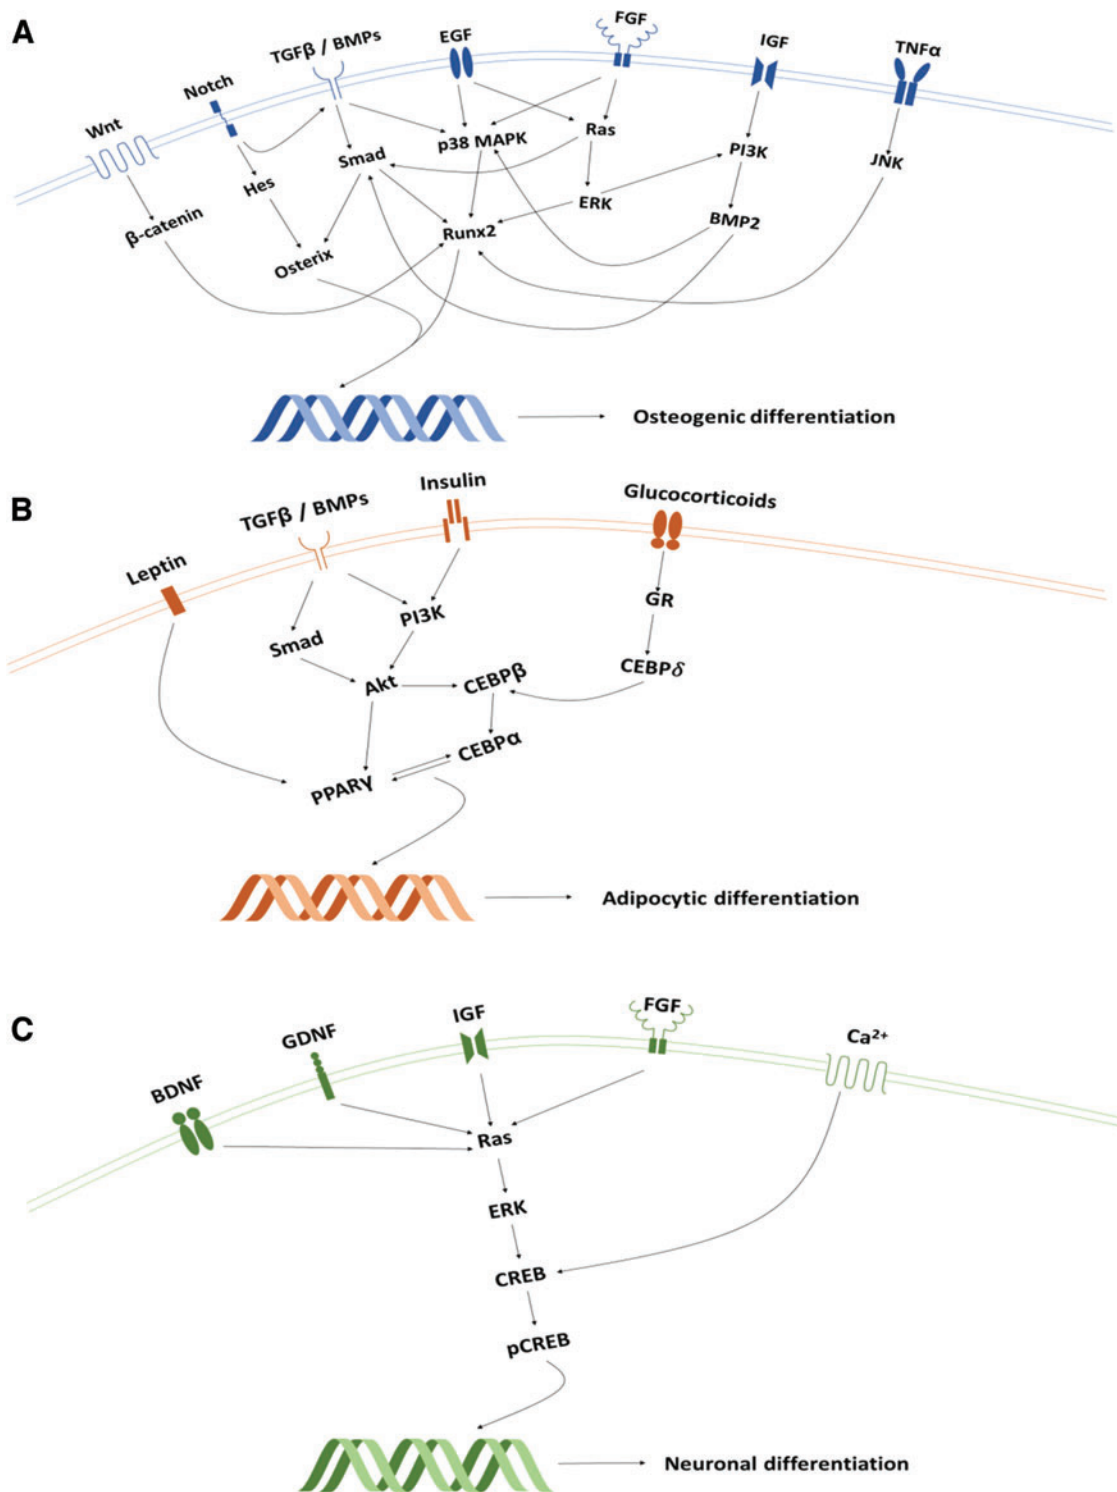 A
TGFβ / BMPs
EGF
FGF
IGF
TNFα
Notch
Wnt
p38 MAPK
Ras
Smad
PI3K
JNK
Hes
ERK
β-catenin
Runx2
BMP2
Osterix
Osteogenic differentiation
B
TGFβ / BMPs
Insulin
Glucocorticoids
Leptin
PI3K
GR
Smad
Akt
CEBPβ
CEBPδ
CEBPα
PPARγ
Adipocytic differentiation
C
BDNF
GDNF
IGF
FGF
Ca²⁺
Ras
ERK
CREB
pCREB
Neuronal differentiation